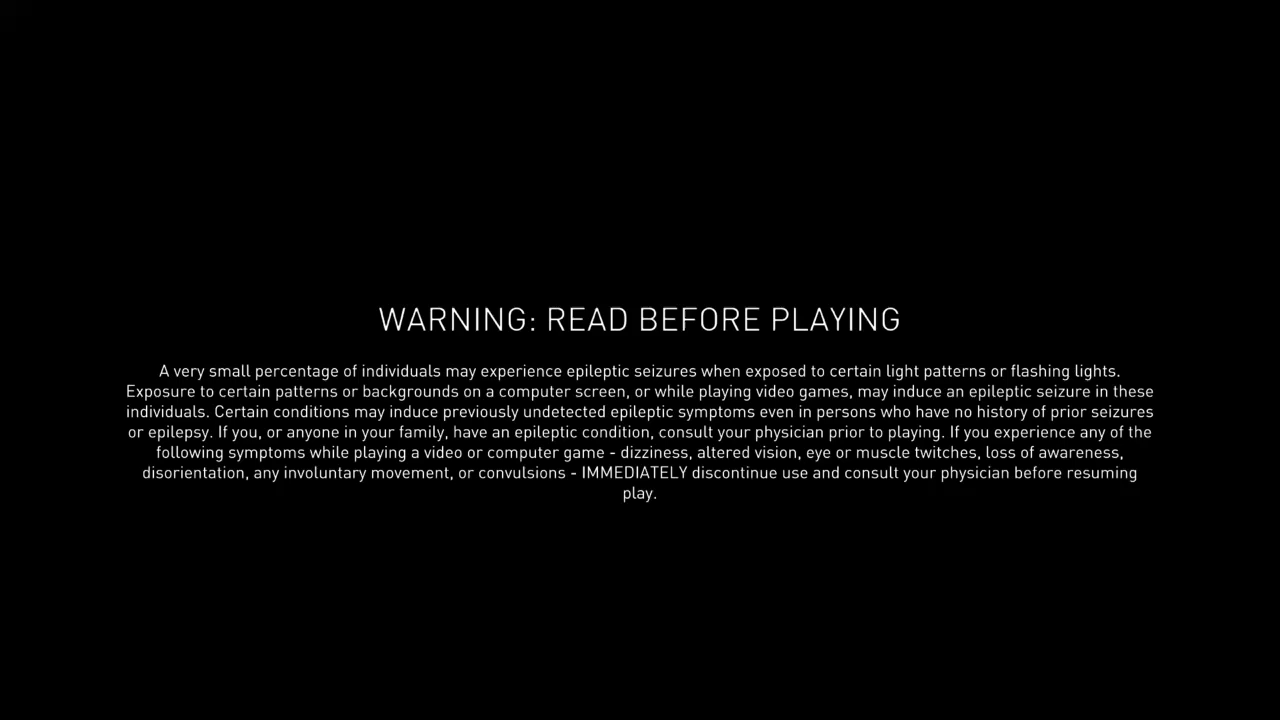 WARNING: READ BEFORE PLAYING
A very small percentage of individuals may experience epileptic seizures when exposed to certain light patterns or flashing lights.
Exposure to certain patterns or backgrounds on a computer screen, or while playing video games, may induce an epileptic seizure in these
individuals. Certain conditions may induce previously undetected epileptic symptoms even in persons who have no history of prior seizures
or epilepsy. If you, or anyone in your family, have an epileptic condition, consult your physician prior to playing. If you experience any of the
following symptoms while playing a video or computer game - dizziness, altered vision, eye or muscle twitches, loss of awareness,
disorientation, any involuntary movement, or convulsions - IMMEDIATELY discontinue use and consult your physician before resuming
play.